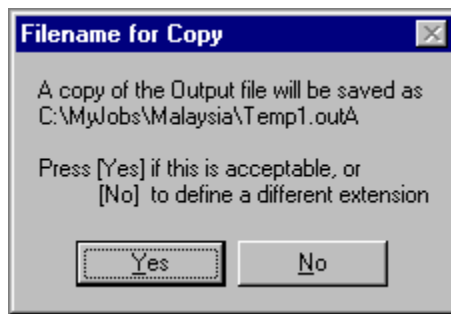 Filename for Copy
A copy of the Output file will be saved as
C:\MyJobs\Malaysia\Temp1.outA
Press [Yes] if this is acceptable, or
[No] to define a different extension
Yes
No